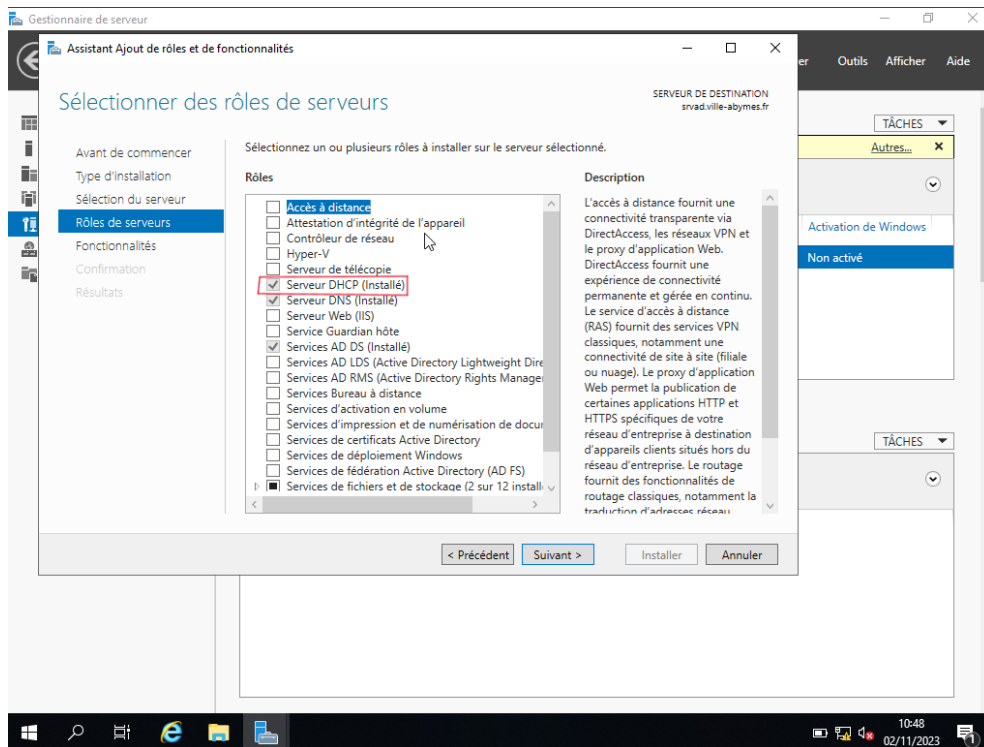 Gestionnaire de serveur
Assistant Ajout de rôles et de fonctionnalités
er Outils Afficher Aide
Sélectionner des rôles de serveurs
SERVEUR DE DESTINATION
srvad.ville-abymes.fr
TÂCHES
Autres...
Avant de commencer
Type d'installation
Sélection du serveur
Rôles de serveurs
Fonctionnalités
Confirmation
Résultats
Sélectionnez un ou plusieurs rôles à installer sur le serveur sélectionné.
Rôles
Accès à distance
Attestation d'intégrité de l'appareil
Contrôleur de réseau
Hyper-V
Serveur de télécopie
Serveur DHCP (Installé)
Serveur DNS (Installé)
Serveur Web (IIS)
Service Guardian hôte
Services AD DS (Installé)
Services AD LDS (Active Directory Lightweight Dire
Services AD RMS (Active Directory Rights Manager
Services Bureau à distance
Services d'activation en volume
Services d'impression et de numérisation de docur
Services de certificats Active Directory
Services de déploiement Windows
Services de fédération Active Directory (AD FS)
Services de fichiers et de stockage (2 sur 12 install
Description
L'accès à distance fournit une
connectivité transparente via
DirectAccess, les réseaux VPN et
le proxy d'application Web.
DirectAccess fournit une
expérience de connectivité
permanente et gérée en continu.
Le service d'accès à distance
(RAS) fournit des services VPN
classiques, notamment une
connectivité de site à site (filiale
ou nuage). Le proxy d'application
Web permet la publication de
certaines applications HTTP et
HTTPS spécifiques de votre
réseau d'entreprise à destination
d'appareils clients situés hors du
réseau d'entreprise. Le routage
fournit des fonctionnalités de
routage classiques, notamment la
traduction d'adresses réseau
Activation de Windows
Non activé
TÂCHES
< Précédent
Suivant >
Installer
Annuler
10:48
02/11/2023
1